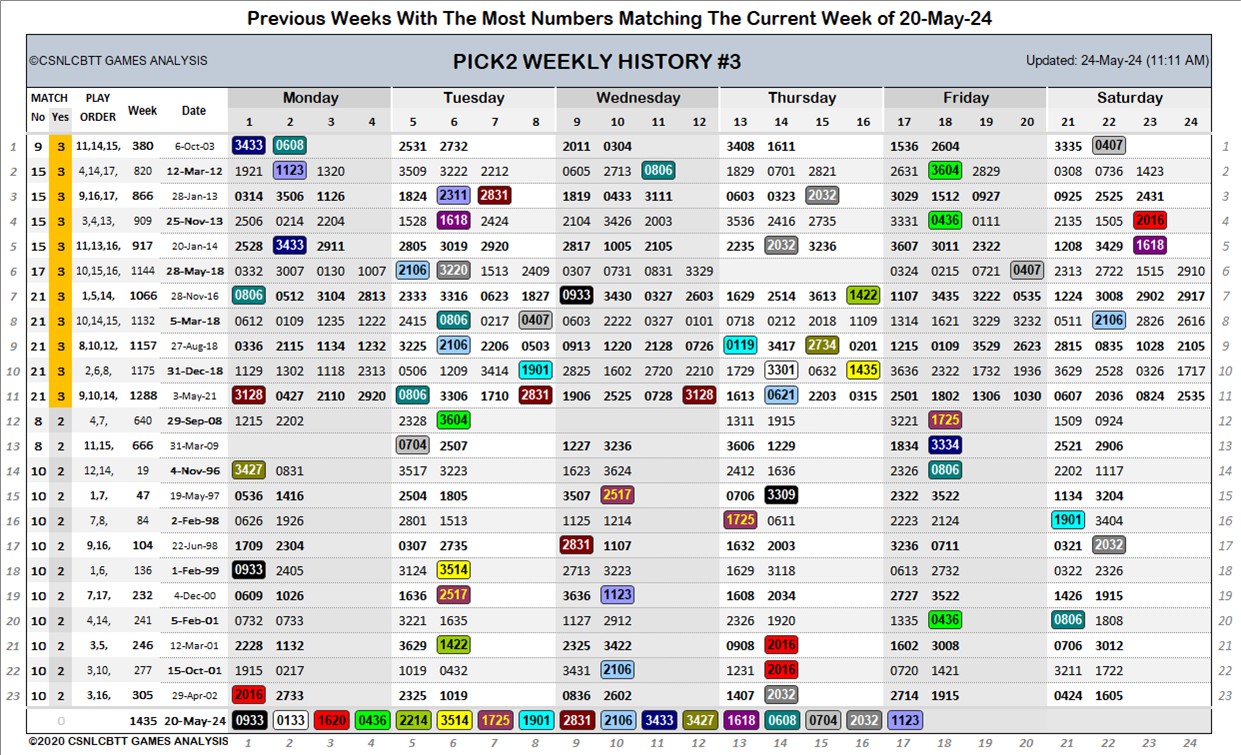 Previous Weeks With The Most Numbers Matching The Current Week of 20-May-24
©CSNLCBTT GAMES ANALYSIS PICK2 WEEKLY HISTORY #3 Updated: 24-May-24 (11:11 AM)
MATCH PLAY Week Date Monday Tuesday Wednesday Thursday Friday Saturday
No Yes ORDER 1 2 3 4 5 6 7 8 9 10 11 12 13 14 15 16 17 18 19 20 21 22 23 24
1 9 3 11,14,15, 380 6-Oct-03 3433 0608 2531 2732 2011 0304 3408 1611 1536 2604 3335 0407 1
2 15 3 4,14,17, 820 12-Mar-12 1921 1123 1320 3509 3222 2212 0605 2713 0806 1829 0701 2821 2631 3604 2829 0308 0736 1423 2
3 15 3 9,16,17, 866 28-Jan-13 0314 3506 1126 1824 2311 2831 1819 0433 3111 0603 0323 2032 3029 1512 0927 0925 2525 2431 3
4 15 3 3,4,13, 909 25-Nov-13 2506 0214 2204 1528 1618 2424 2104 3426 2003 3536 2416 2735 3331 0436 0111 2135 1505 2016 4
5 15 3 11,13,16, 917 20-Jan-14 2528 3433 2911 2805 3019 2920 2817 1005 2105 2235 2032 3236 3607 3011 2322 1208 3429 1618 5
6 17 3 10,15,16, 1144 28-May-18 0332 3007 0130 1007 2106 3220 1513 2409 0307 0731 0831 3329 0324 0215 0721 0407 2313 2722 1515 2910 6
7 21 3 1,5,14, 1066 28-Nov-16 0806 0512 3104 2813 2333 3316 0623 1827 0933 3430 0327 2603 1629 2514 3613 1422 1107 3435 3222 0535 1224 3008 2902 2917 7
8 21 3 10,14,15, 1132 5-Mar-18 0612 0109 1235 1222 2415 0806 0217 0407 0603 2222 0327 0101 0718 0212 2018 1109 1314 1621 3229 3232 0511 2106 2826 2616 8
9 21 3 8,10,12, 1157 27-Aug-18 0336 2115 1134 1232 3225 2106 2206 0503 0913 1220 2128 0726 0119 3417 2734 0201 1215 0109 3529 2623 2815 0835 1028 2105 9
10 21 3 2,6,8, 1175 31-Dec-18 1129 1302 1118 2313 0506 1209 3414 1901 2825 1602 2720 2210 1729 3301 0632 1435 3636 2322 1732 1936 3629 2528 0326 1717 10
11 21 3 9,10,14, 1288 3-May-21 3128 0427 2110 2920 0806 3306 1710 2831 1906 2525 0728 3128 1613 0621 2203 0315 2501 1802 1306 1030 0607 2036 0824 2535 11
12 8 2 4,7, 640 29-Sep-08 1215 2202 2328 3604 1311 1915 3221 1725 1509 0924 12
13 8 2 11,15, 666 31-Mar-09 0704 2507 1227 3236 3606 1229 1834 3334 2521 2906 13
14 10 2 12,14, 19 4-Nov-96 3427 0831 3517 3223 1623 3624 2412 1636 2326 0806 2202 1117 14
15 10 2 1,7, 47 19-May-97 0536 1416 2504 1805 3507 2517 0706 3309 2322 3522 1134 3204 15
16 10 2 7,8, 84 2-Feb-98 0626 1926 2801 1513 1125 1214 1725 0611 2223 2124 1901 3404 16
17 10 2 9,16, 104 22-Jun-98 1709 2304 0307 2735 2831 1107 1632 2003 3236 0711 0321 2032 17
18 10 2 1,6, 136 1-Feb-99 0933 2405 3124 3514 2713 3223 1629 3118 0613 2732 0322 2326 18
19 10 2 7,17, 232 4-Dec-00 0609 1026 1636 2517 3636 1123 1608 2034 2727 3522 1426 1915 19
20 10 2 4,14, 241 5-Feb-01 0732 0733 3221 1635 1127 2912 2326 1920 1335 0436 0806 1808 20
21 10 2 3,5, 246 12-Mar-01 2228 1132 3629 1422 2325 3422 0908 2016 1602 3008 0706 3012 21
22 10 2 3,10, 277 15-Oct-01 1915 0217 1019 0432 3431 2106 1231 2016 0720 1421 3211 1722 22
23 10 2 3,16, 305 29-Apr-02 2016 2733 2325 1019 0836 2602 1407 2032 2714 1915 0424 1605 23
0 1435 20-May-24 0933 0133 1620 0436 2214 3514 1725 1901 2831 2106 3433 3427 1618 0608 0704 2032 1123
©2020 CSNLCBTT GAMES ANALYSIS 1 2 3 4 5 6 7 8 9 10 11 12 13 14 15 16 17 18 19 20 21 22 23 24